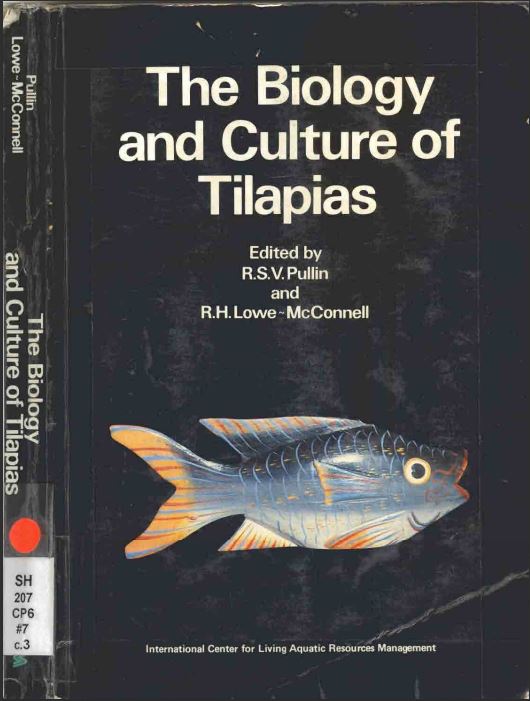 Pullin
Lowe-McConnell
The Biology
and Culture of Tilapias
SH
207
CP6
#7
c.3
The Biology
and Culture of
Tilapias
Edited by
R.S.V. Pullin
and
R.H. Lowe-McConnell
International Center for Living Aquatic Resources Management